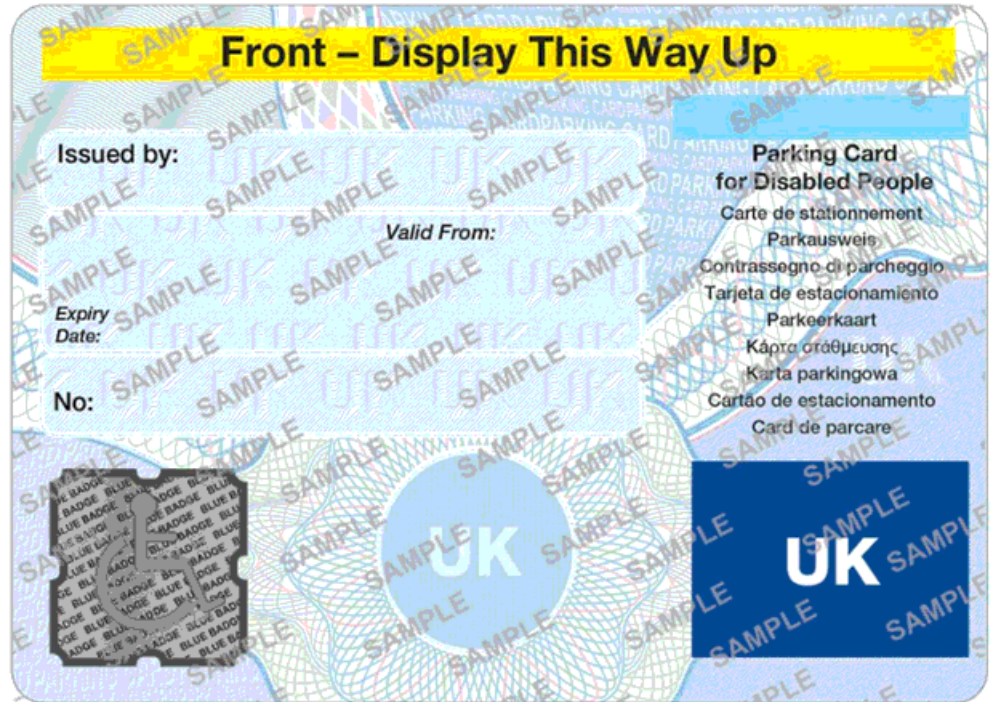 Front – Display This Way Up
Issued by:
Valid From:
Expiry
Date:
No:
Parking Card
for Disabled People
Carte de stationnement
Parkausweis
Contrassegno di parcheggio
Tarjeta de estacionamiento
Parkeerkaart
Κάρτα στάθμευσης
Karta parkingowa
Cartão de estacionamento
Card de parcare
UK
UK
SAMPLE
BLUE BADGE